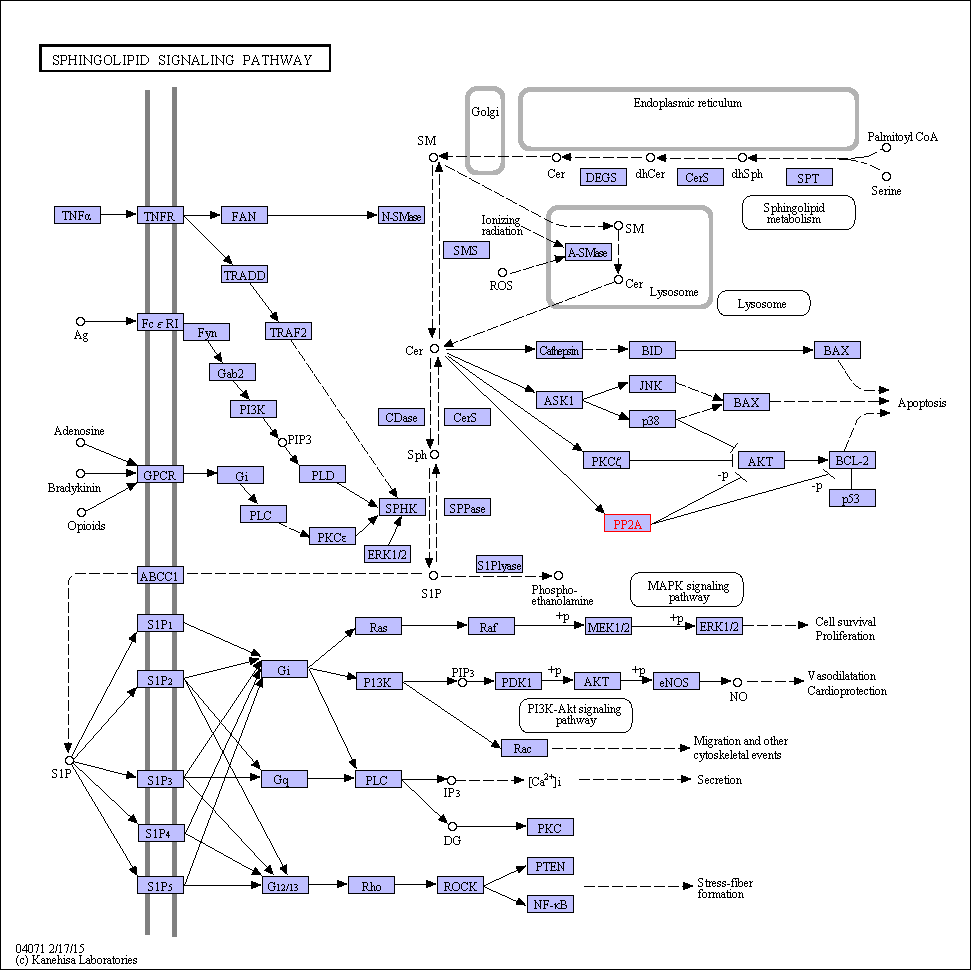 SPHINGOLIPID SIGNALING PATHWAY
Golgi
Endoplasmic reticulum
SM
Palmitoyl CoA
Cer
DEGS
dhCer
CerS
dhSph
SPT
Serine
Sphingolipid
metabolism
TNFα
TNFR
FAN
N-SMase
Ionizing
radiation
SM
SMS
A-SMase
TRADD
ROS
Cer
Lysosome
Lysosome
Ag
Fc ε RI
Fyn
TRAF2
Cer
Cathepsin
BID
BAX
Gab2
JNK
ASK1
BAX
Apoptosis
PI3K
CDase
CerS
p38
Adenosine
PIP3
Sph
PKCζ
AKT
BCL-2
GPCR
Gi
PLD
-p
-p
Bradykinin
p53
PLC
SPHK
SPPase
PP2A
Opioids
PKCε
ERK1/2
S1Plyase
ABCC1
S1P
Phospho-
ethanolamine
MAPK signaling
pathway
S1P1
Ras
Raf
+p
MEK1/2
+p
ERK1/2
Cell survival
Proliferation
Gi
S1P2
P13K
PIP3
PDK1
+p
AKT
+p
eNOS
NO
Vasodilatation
Cardioprotection
PI3K-Akt signaling
pathway
Rac
Migration and other
cytoskeletal events
S1P
S1P3
Gq
PLC
IP3
[Ca2+]i
Secretion
S1P4
DG
PKC
PTEN
S1P5
G12/13
Rho
ROCK
Stress-fiber
formation
NF-κB
04071 2/17/15
(c) Kanehisa Laboratories